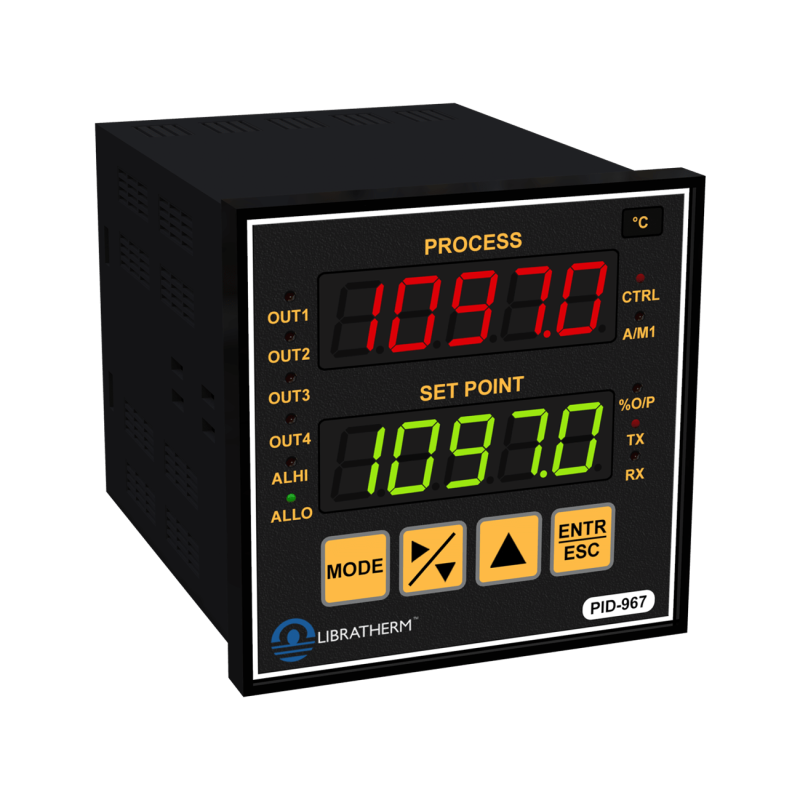 °C
PROCESS
1097.0
OUT1
OUT2
OUT3
OUT4
ALHI
ALLO
CTRL
A/M1
SET POINT
1097.0
%O/P
TX
RX
MODE
ENTR
ESC
PID-967
LIBRATHERM™